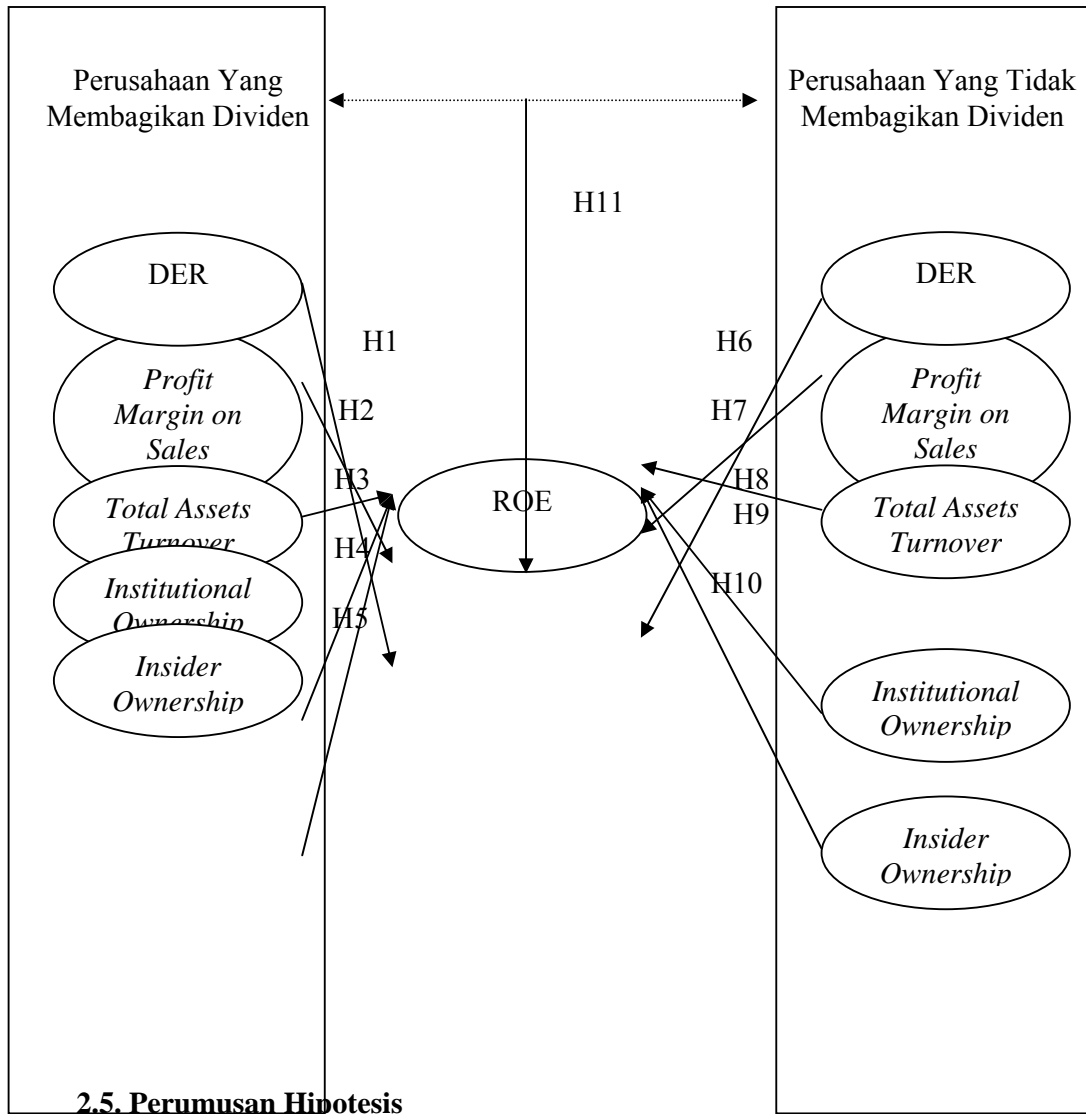 Perusahaan Yang
Membagikan Dividen
Perusahaan Yang Tidak
Membagikan Dividen
H11
DER
Profit
Margin on
Sales
Total Assets
Turnover
Institutional
Ownership
Insider
Ownership
H1
H2
H3
H4
H5
ROE
H6
H7
H8
H9
H10
DER
Profit
Margin on
Sales
Total Assets
Turnover
Institutional
Ownership
Insider
Ownership
2.5. Perumusan Hipotesis